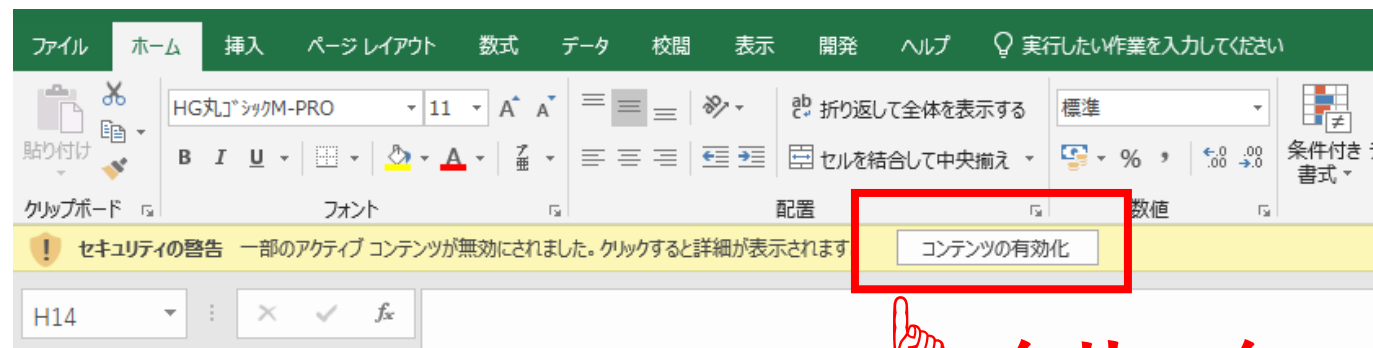 ファイル ホーム 挿入 ページ レイアウト 数式 データ 校閲 表示 開発 ヘルプ 実行したい作業を入力してください
HG丸ゴシックM-PRO 11 A A ab 折り返して全体を表示する 標準
貼り付け B I U A ア 亜 セルを結合して中央揃え % 条件付き
書式
クリップボード フォント 配置 数値
セキュリティの警告 一部のアクティブ コンテンツが無効にされました。クリックすると詳細が表示されます コンテンツの有効化
H14 fx